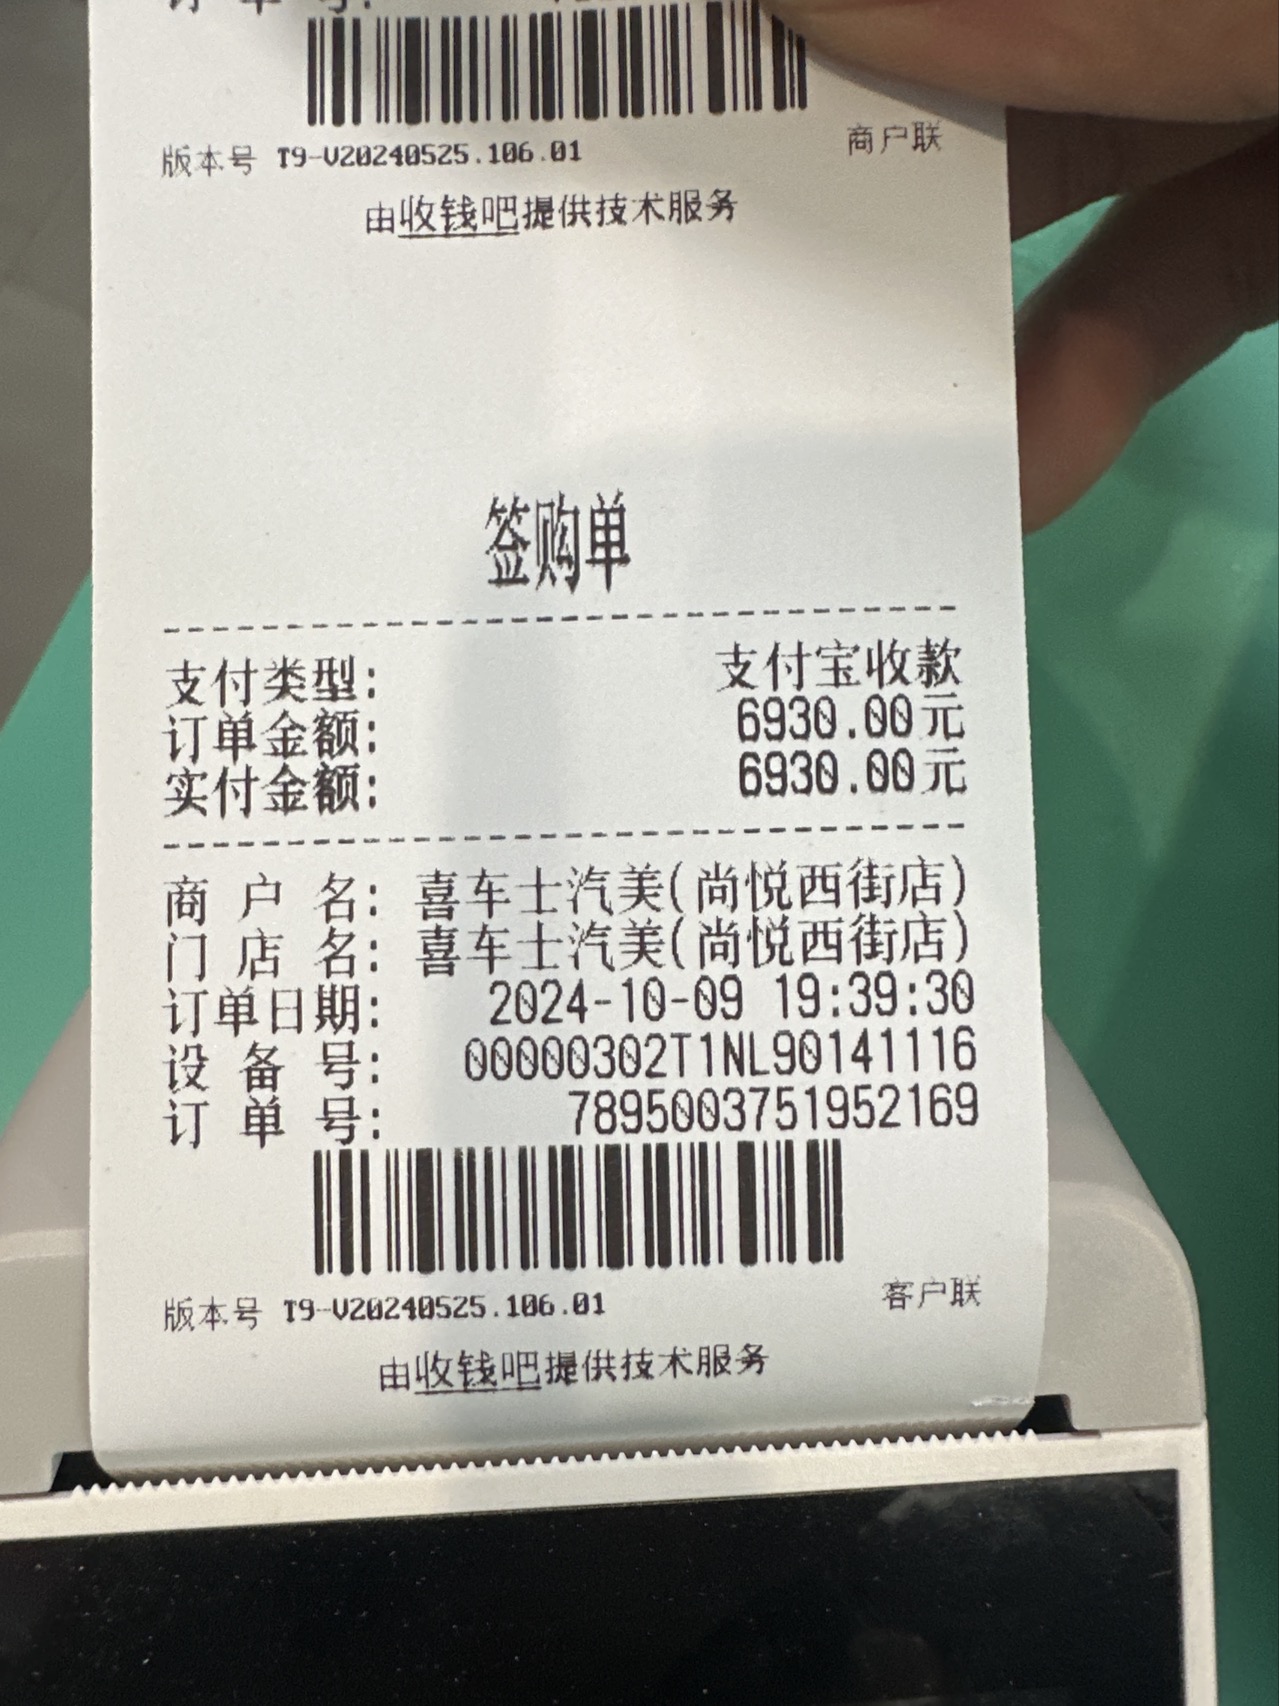 订 单 号:
版本号 T9-V20240525.106.01 商户联
由收钱吧提供技术服务
签购单
支付类型: 支付宝收款
订单金额: 6930.00元
实付金额: 6930.00元
商 户 名: 喜车士汽美(尚悦西街店)
门 店 名: 喜车士汽美(尚悦西街店)
订单日期: 2024-10-09 19:39:30
设 备 号: 00000302T1NL90141116
订 单 号: 7895003751952169
版本号 T9-V20240525.106.01 客户联
由收钱吧提供技术服务